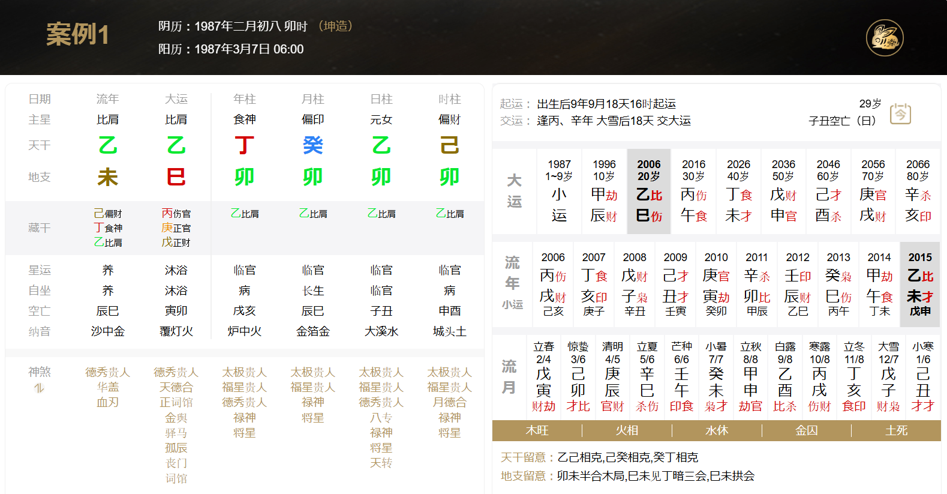 案例1
阴历：1987年二月初八 卯时 （坤造）
阳历：1987年3月7日 06:00
日期 流年 大运 年柱 月柱 日柱 时柱
主星 比肩 比肩 食神 偏印 元女 偏财
天干 乙 乙 丁 癸 乙 己
地支 未 巳 卯 卯 卯 卯
藏干 己偏财 丙伤官 乙比肩 乙比肩 乙比肩 乙比肩
丁食神 庚正官
乙比肩 戊正财
星运 养 沐浴 临官 临官 临官 临官
自坐 养 沐浴 病 长生 临官 病
空亡 辰巳 寅卯 戌亥 辰巳 子丑 申酉
纳音 沙中金 覆灯火 炉中火 金箔金 大溪水 城头土
神煞 德秀贵人 德秀贵人 太极贵人 太极贵人 太极贵人 太极贵人
华盖 天德合 福星贵人 福星贵人 福星贵人 福星贵人
血刃 正词馆 德秀贵人 禄神 德秀贵人 月德合
金舆 禄神 将星 八专 禄神
驿马 将星 禄神 将星
孤辰 将星
丧门 天转
词馆
起运： 出生后9年9月18天16时起运 29岁
交运： 逢丙、辛年 大雪后18天 交大运 子丑空亡（日） 今
大运
1987 1996 2006 2016 2026 2036 2046 2056 2066
1~9岁 10岁 20岁 30岁 40岁 50岁 60岁 70岁 80岁
小 甲劫 乙比 丙伤 丁食 戊财 己才 庚官 辛杀
运 辰财 巳伤 午食 未才 申官 酉杀 戌财 亥印
流年
小运
2006 2007 2008 2009 2010 2011 2012 2013 2014 2015
丙伤 丁食 戊财 己才 庚官 辛杀 壬印 癸枭 甲劫 乙比
戌财 亥印 子枭 丑才 寅劫 卯比 辰财 巳伤 午食 未才
己亥 庚子 辛丑 壬寅 癸卯 甲辰 乙巳 丙午 丁未 戊申
流月
立春 惊蛰 清明 立夏 芒种 小暑 立秋 白露 寒露 立冬 大雪 小寒
2/4 3/6 4/5 5/6 6/6 7/7 8/8 9/8 10/8 11/8 12/7 1/6
戊 己 庚 辛 壬 癸 甲 乙 丙 丁 戊 己
寅 卯 辰 巳 午 未 申 酉 戌 亥 子 丑
财劫 才比 官财 杀伤 印食 枭才 劫官 比杀 伤财 食印 财枭 才才
木旺 火相 水休 金囚 土死
天干留意：乙己相克,己癸相克,癸丁相克
地支留意：卯未半合木局,巳未见丁暗三会,巳未拱会